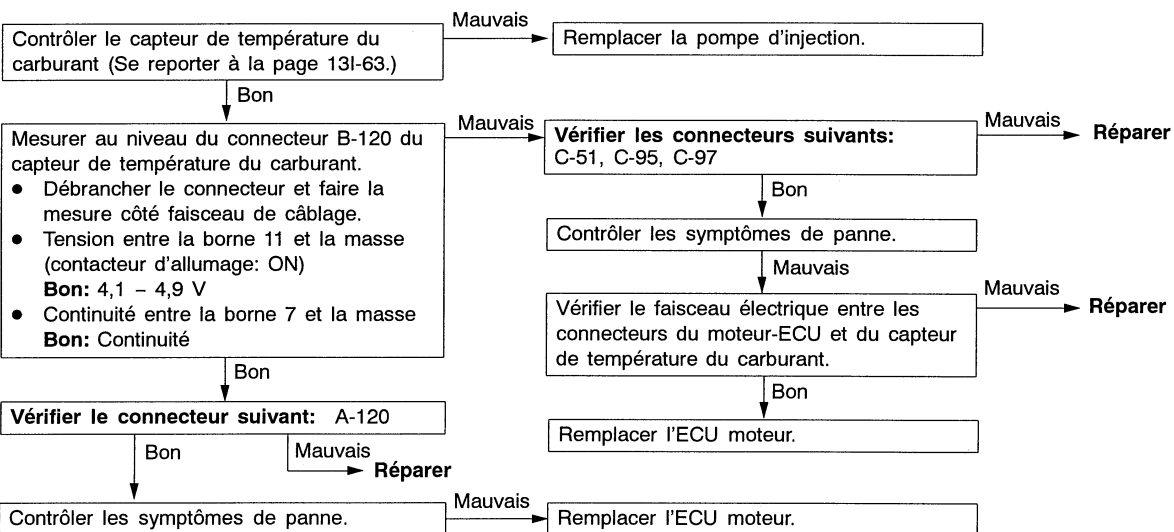 Contrôler le capteur de température du
carburant (Se reporter à la page 13I-63.)
Mauvais
Remplacer la pompe d'injection.
Bon
Mesurer au niveau du connecteur B-120 du
capteur de température du carburant.
● Débrancher le connecteur et faire la
mesure côté faisceau de câblage.
● Tension entre la borne 11 et la masse
(contacteur d'allumage: ON)
Bon: 4,1 – 4,9 V
● Continuité entre la borne 7 et la masse
Bon: Continuité
Mauvais
Vérifier les connecteurs suivants:
C-51, C-95, C-97
Mauvais
Réparer
Bon
Contrôler les symptômes de panne.
Mauvais
Vérifier le faisceau électrique entre les
connecteurs du moteur-ECU et du capteur
de température du carburant.
Mauvais
Réparer
Bon
Remplacer l'ECU moteur.
Bon
Vérifier le connecteur suivant: A-120
Bon
Mauvais
Réparer
Contrôler les symptômes de panne.
Mauvais
Remplacer l'ECU moteur.